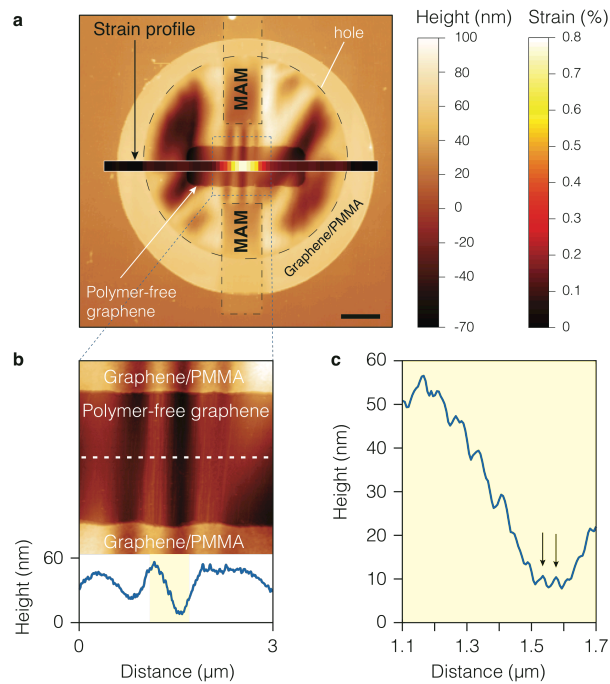 a
Strain profile
MAM
hole
MAM
Graphene/PMMA
Polymer-free
graphene
Height (nm)
100
80
60
40
20
0
-20
-40
-70
Strain (%)
0.8
0.7
0.6
0.5
0.4
0.3
0.2
0.1
0
b
Graphene/PMMA
Polymer-free graphene
Graphene/PMMA
Height (nm)
60
0
0
3
Distance (µm)
c
Height (nm)
60
50
40
30
20
10
0
1.1
1.3
1.5
1.7
Distance (µm)